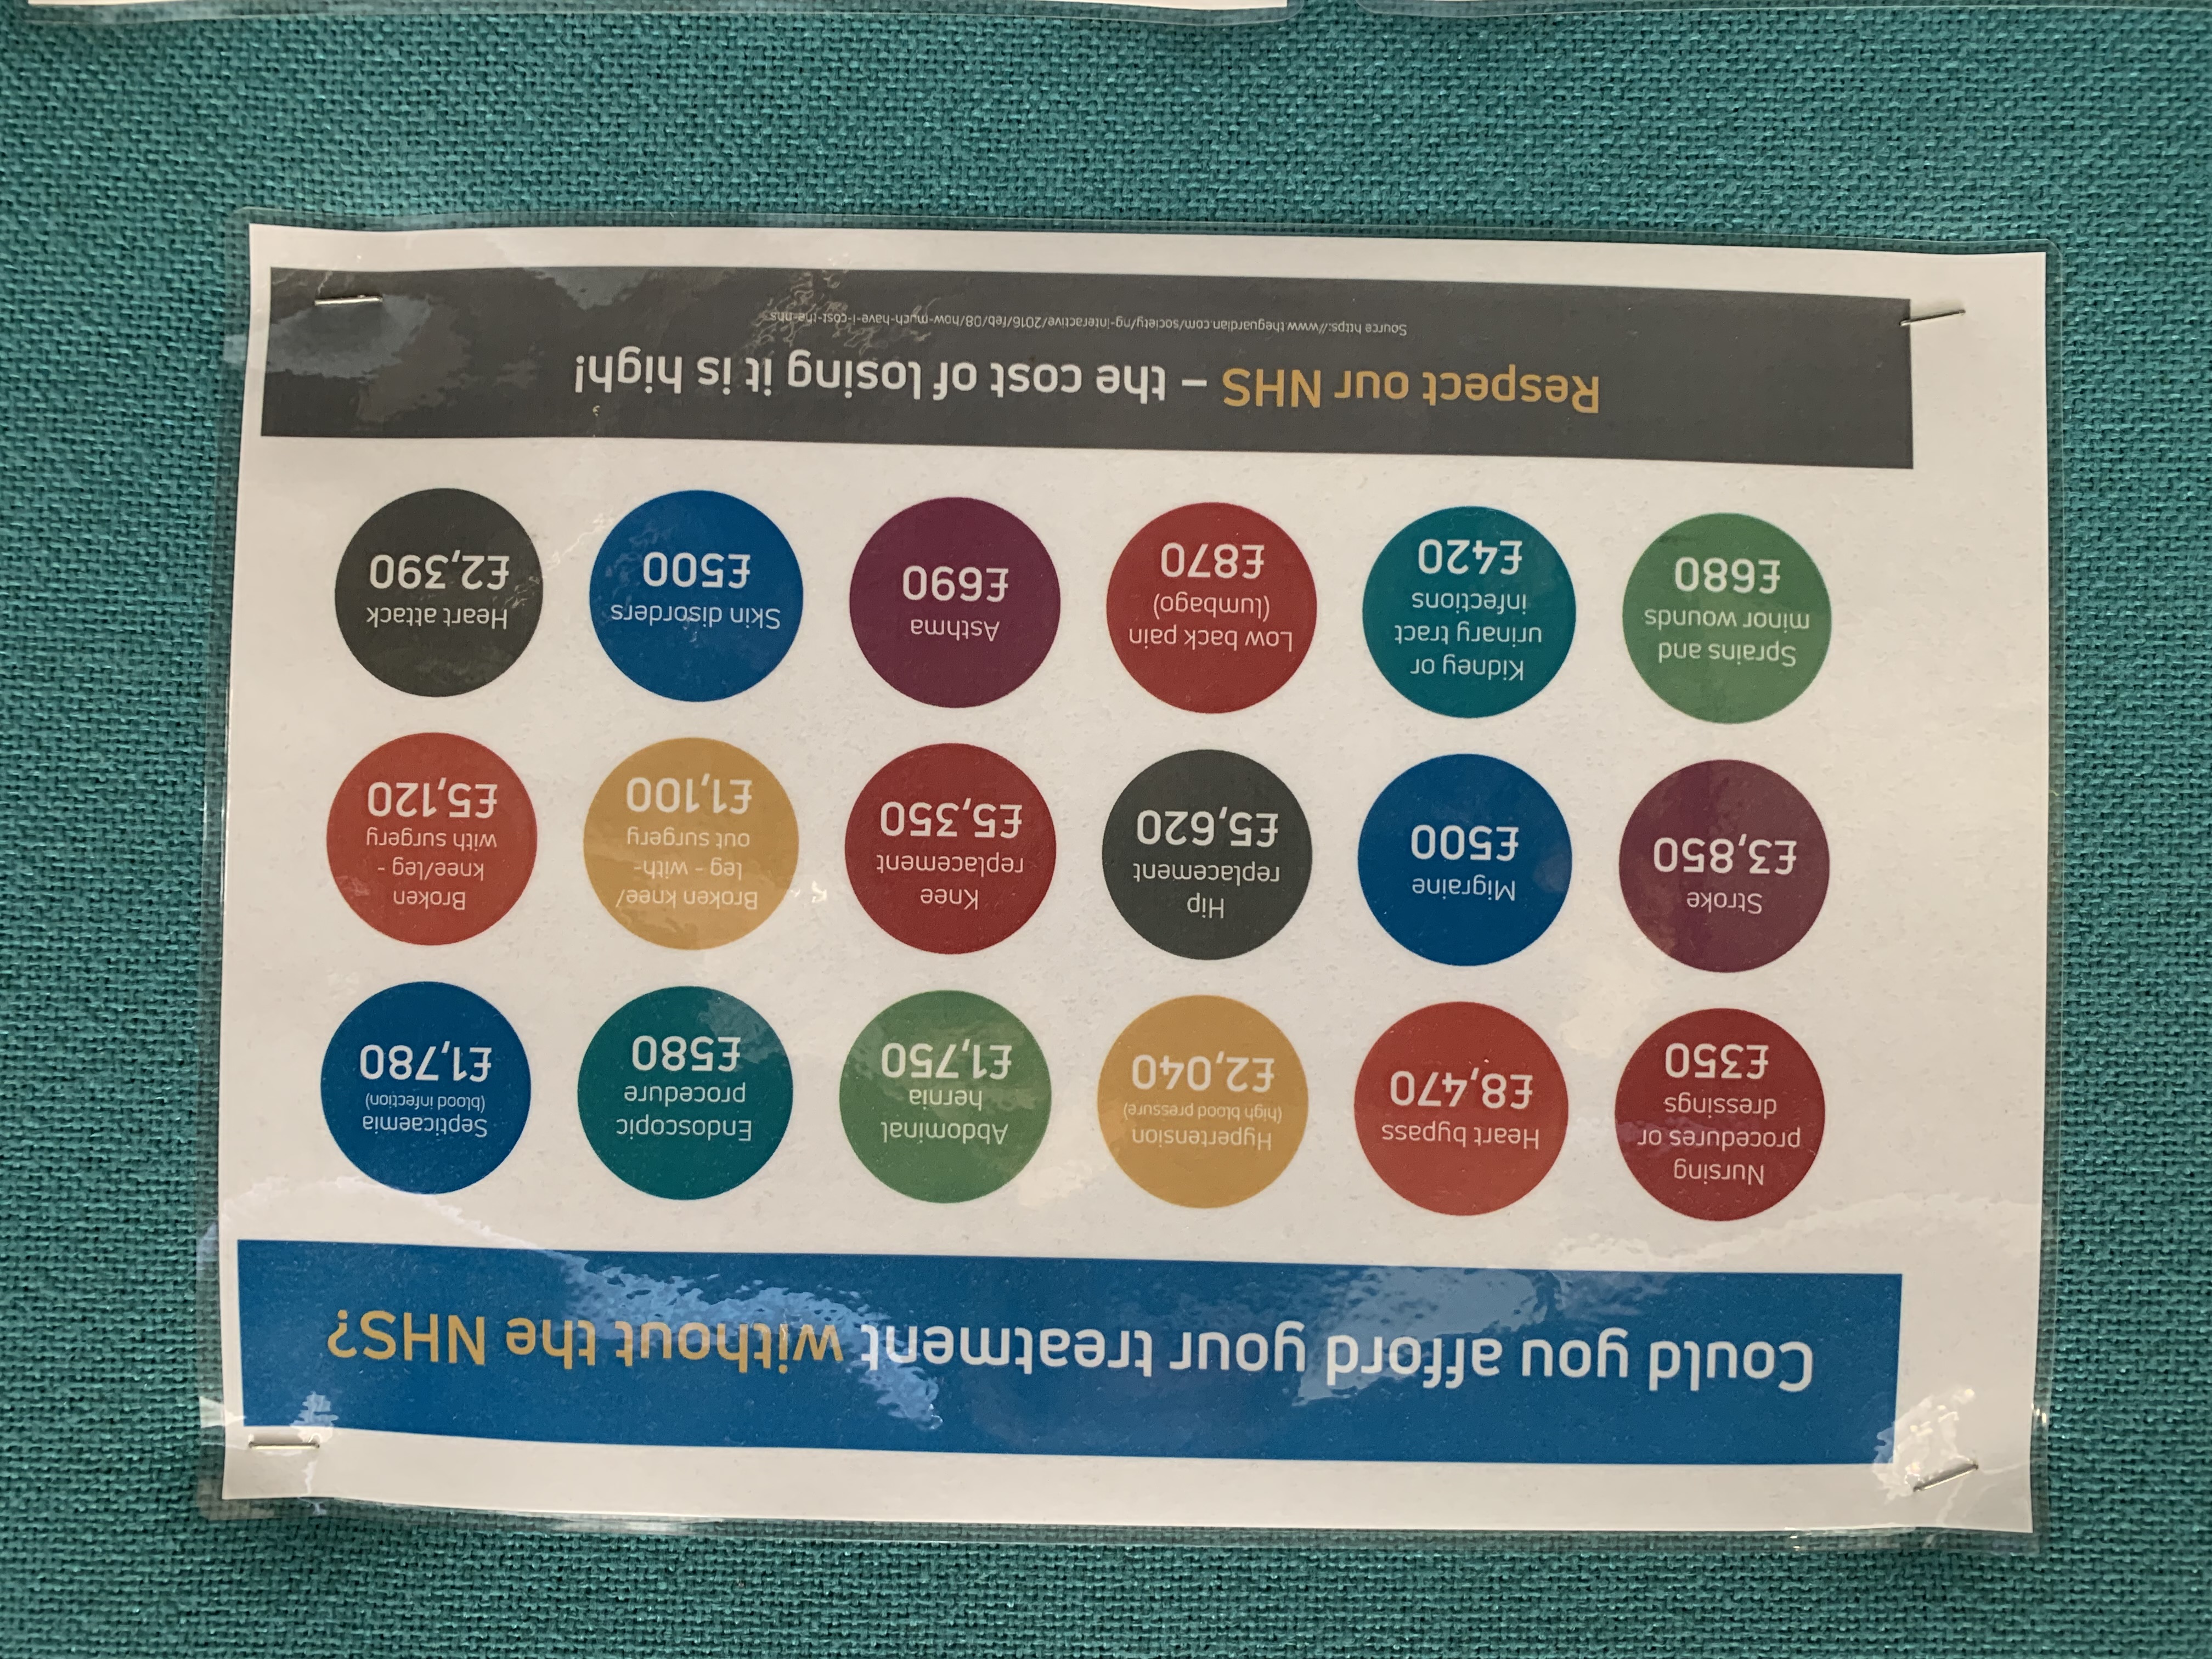 Could you afford your treatment without the NHS?
Nursing
procedures or
dressings
£350
Heart bypass
£8,470
Hypertension
(high blood pressure)
£2,040
Abdominal
hernia
£1,750
Endoscopic
procedure
£580
Septicaemia
(blood infection)
£1,780
Stroke
£3,850
Migraine
£500
Hip
replacement
£5,620
Knee
replacement
£5,350
Broken knee/
leg - with-
out surgery
£1,100
Broken
knee/leg -
with surgery
£5,120
Sprains and
minor wounds
£680
Kidney or
urinary tract
infections
£420
Low back pain
(lumbago)
£870
Asthma
£690
Skin disorders
£500
Heart attack
£2,390
Respect our NHS – the cost of losing it is high!
Source https://www.theguardian.com/society/ng-interactive/2016/feb/08/how-much-have-i-cost-the-nhs